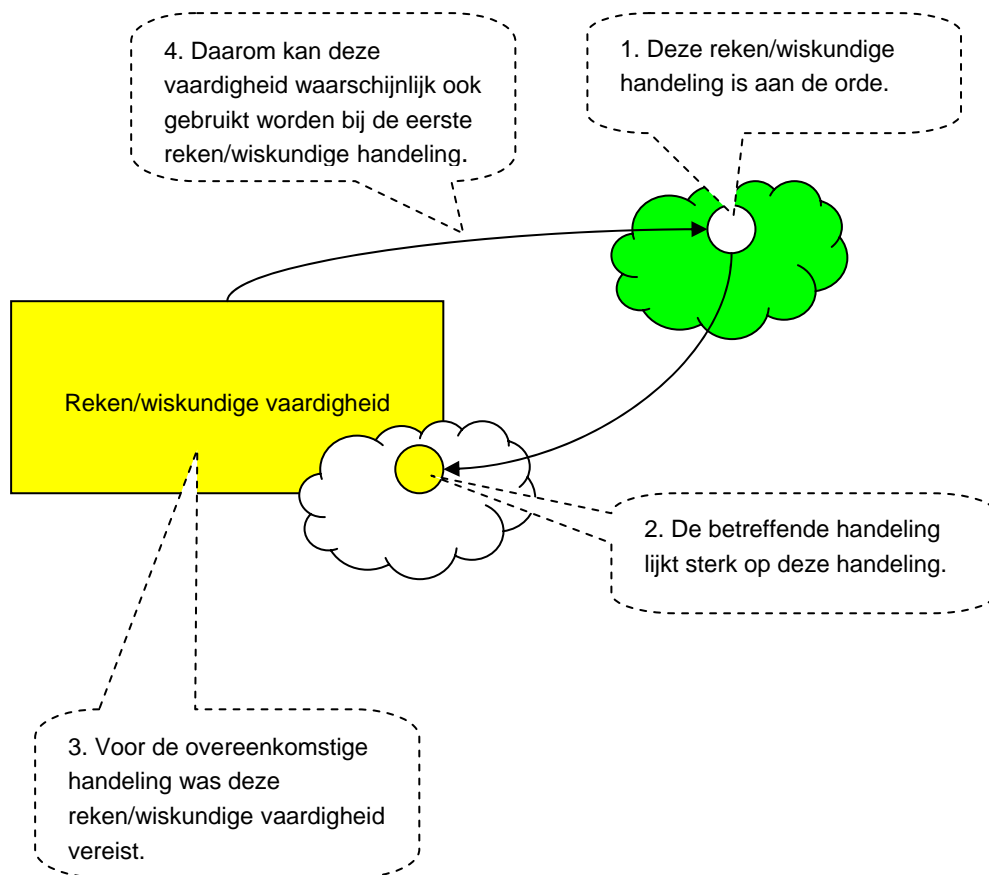 4. Daarom kan deze
vaardigheid waarschijnlijk ook
gebruikt worden bij de eerste
reken/wiskundige handeling.
1. Deze reken/wiskundige
handeling is aan de orde.
Reken/wiskundige vaardigheid
2. De betreffende handeling
lijkt sterk op deze handeling.
3. Voor de overeenkomstige
handeling was deze
reken/wiskundige vaardigheid
vereist.